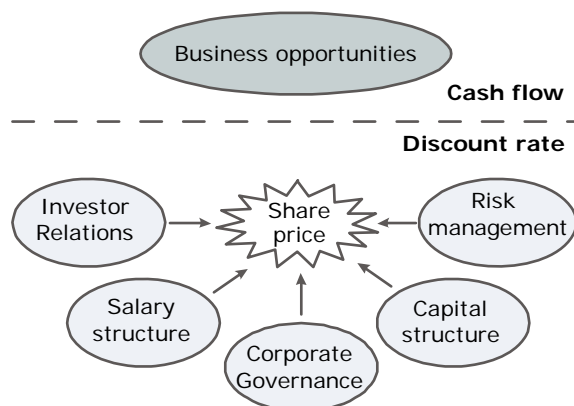 Business opportunities
Cash flow
Discount rate
Investor
Relations
Share
price
Risk
management
Salary
structure
Capital
structure
Corporate
Governance